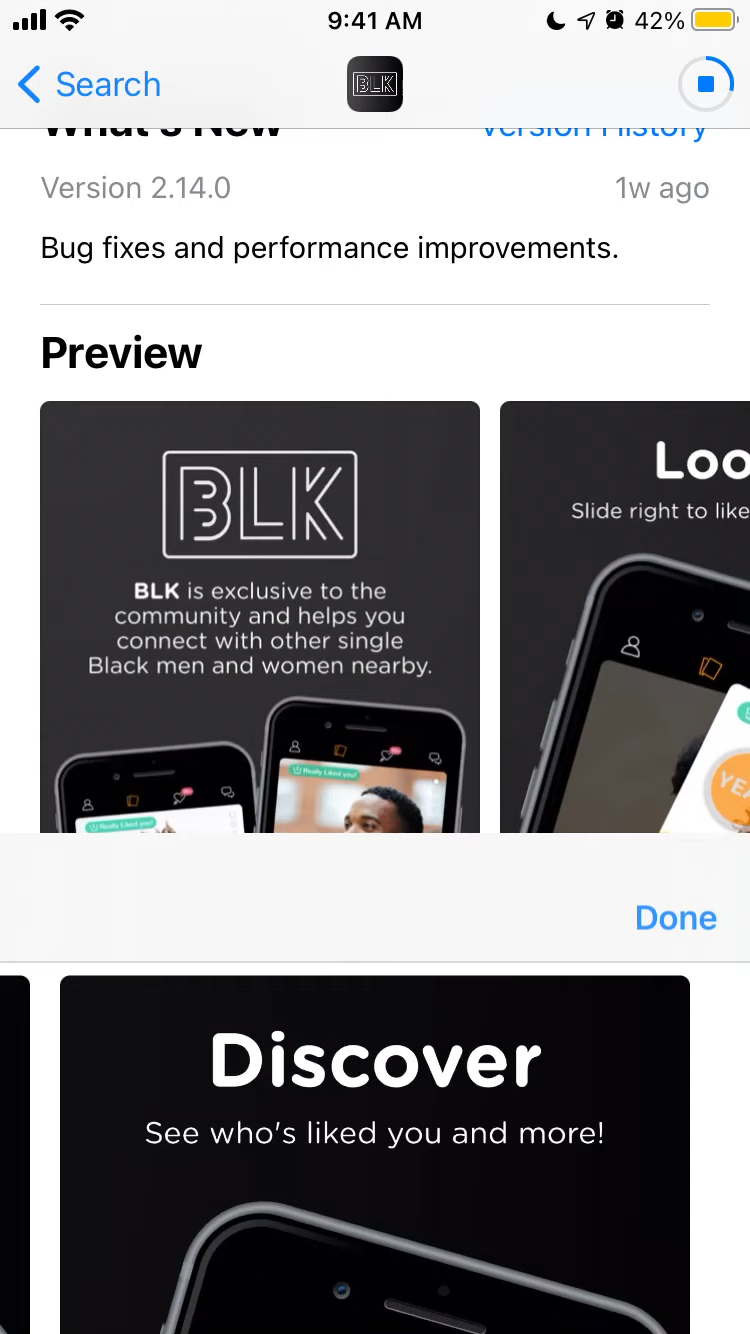 9:41 AM
42%
Search
BLK
What's New
Version History
Version 2.14.0
1w ago
Bug fixes and performance improvements.
Preview
BLK
BLK is exclusive to the
community and helps you
connect with other single
Black men and women nearby.
Really Liked you!
Really Liked you!
Loo
Slide right to like
YEA
Done
Discover
See who's liked you and more!